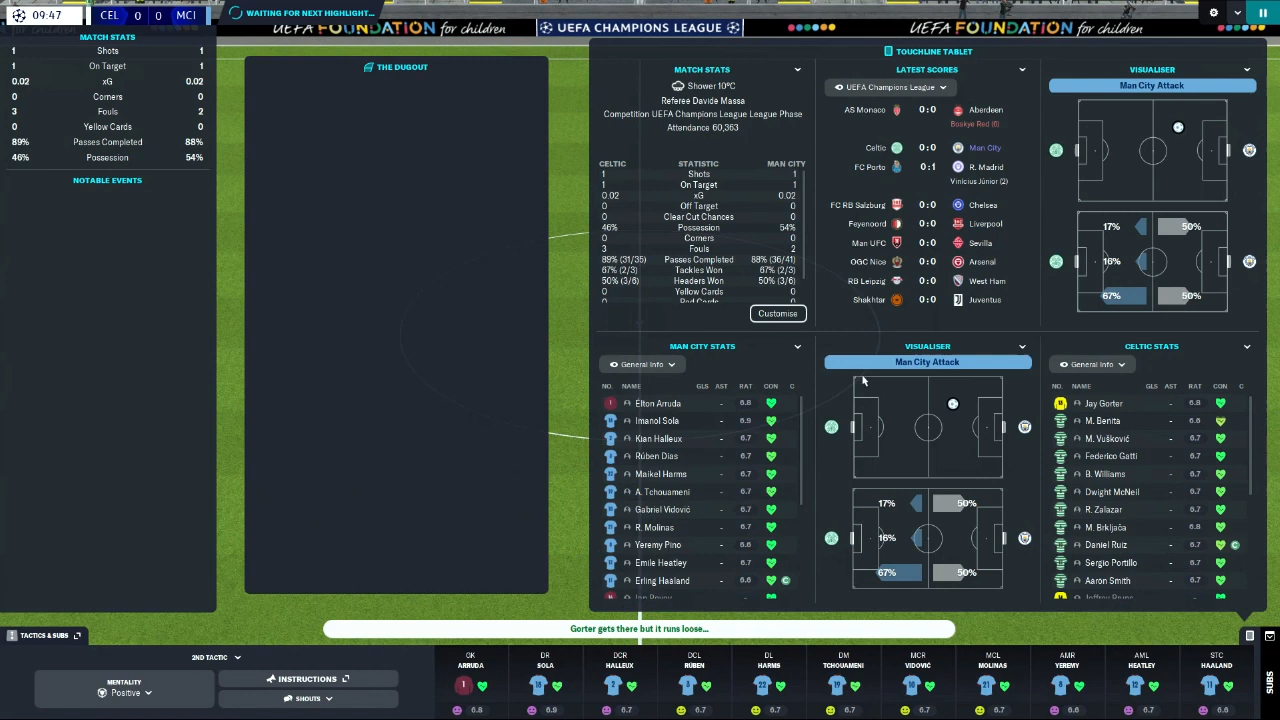 09:47 CEL 0 0 MCI
WAITING FOR NEXT HIGHLIGHT...
UEFA FOUNDATION for children
UEFA CHAMPIONS LEAGUE
UEFA FOUNDATION for children
MATCH STATS
1 Shots 1
1 On Target 1
0.02 xG 0.02
0 Corners 0
3 Fouls 2
0 Yellow Cards 0
89% Passes Completed 88%
46% Possession 54%
NOTABLE EVENTS
THE DUGOUT
TOUCHLINE TABLET
MATCH STATS
Shower 10°C
Referee Davide Massa
Competition UEFA Champions League League Phase
Attendance 60,363
CELTIC STATISTIC MAN CITY
1 Shots 1
1 On Target 1
0.02 xG 0.02
0 Off Target 0
0 Clear Cut Chances 0
46% Possession 54%
0 Corners 0
3 Fouls 2
89% (31/35) Passes Completed 88% (36/41)
67% (2/3) Tackles Won 67% (2/3)
50% (3/6) Headers Won 50% (3/6)
0 Yellow Cards 0
0 Red Cards 0
Customise
LATEST SCORES
UEFA Champions League
AS Monaco 0:0 Aberdeen
Celtic 0:0 Man City
FC Porto 0:1 R. Madrid
Vinícius Júnior (2)
FC RB Salzburg 0:0 Chelsea
Feyenoord 0:0 Liverpool
Man UFC 0:0 Sevilla
OGC Nice 0:0 Arsenal
RB Leipzig 0:0 West Ham
Shakhtar 0:0 Juventus
VISUALISER
Man City Attack
17% 50%
16%
67% 50%
MAN CITY STATS
General Info
NO. NAME GLS AST RAT CON C
1 Elton Arruda - 6.8
Imanol Sola - 6.9
2 Kian Halleux - 6.7
Rúben Dias - 6.7
22 Maikel Harms - 6.7
A. Tchouameni - 6.7
Gabriel Vidović - 6.7
21 R. Molinas - 6.7
Yeremy Pino - 6.6
Emile Heatley - 6.7
11 Erling Haaland - 6.6 C
VISUALISER
Man City Attack
17% 50%
16%
67% 50%
CELTIC STATS
General Info
NO. NAME GLS AST RAT CON C
Jay Gorter - 6.8
M. Benita - 6.6
M. Vušković - 6.7
Federico Gatti - 6.7
B. Williams - 6.7
Dwight McNeil - 6.7
R. Zalazar - 6.7
M. Brkljača - 6.8
Daniel Ruiz - 6.7 C
Sergio Portillo - 6.7
Aaron Smith - 6.7
Gorter gets there but it runs loose...
TACTICS & SUBS
2ND TACTIC
MENTALITY
Positive
INSTRUCTIONS
SHOUTS
GK DR DCR DCL DL DM MCR MCL AMR AML STC
ARRUDA SOLA HALLEUX RÚBEN HARMS TCHOUAMENI VIDOVIĆ MOLINAS YEREMY HEATLEY HAALAND
1 2 3 22 19 21 12 11
6.8 6.9 6.7 6.7 6.7 6.7 6.7 6.7 6.6 6.7 6.6
SUBS